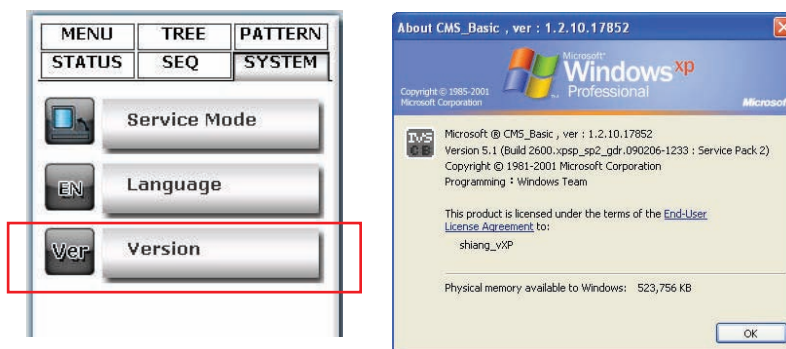 MENU TREE PATTERN
STATUS SEQ SYSTEM
Service Mode
EN Language
Ver Version
About CMS_Basic , ver : 1.2.10.17852
Microsoft
Windows xp
Professional
Copyright © 1985-2001
Microsoft Corporation
Microsof
IVS
CB
Microsoft ® CMS_Basic , ver : 1.2.10.17852
Version 5.1 (Build 2600.xpsp_sp2_gdr.090206-1233 : Service Pack 2)
Copyright © 1981-2001 Microsoft Corporation
Programming : Windows Team
This product is licensed under the terms of the End-User
License Agreement to:
shiang_vXP
Physical memory available to Windows: 523,756 KB
OK